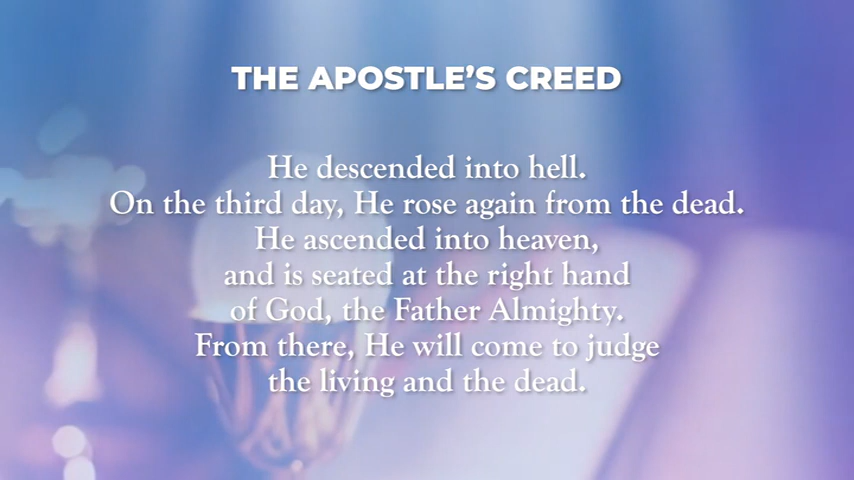 THE APOSTLE’S CREED
He descended into hell.
On the third day, He rose again from the dead.
He ascended into heaven,
and is seated at the right hand
of God, the Father Almighty.
From there, He will come to judge
the living and the dead.